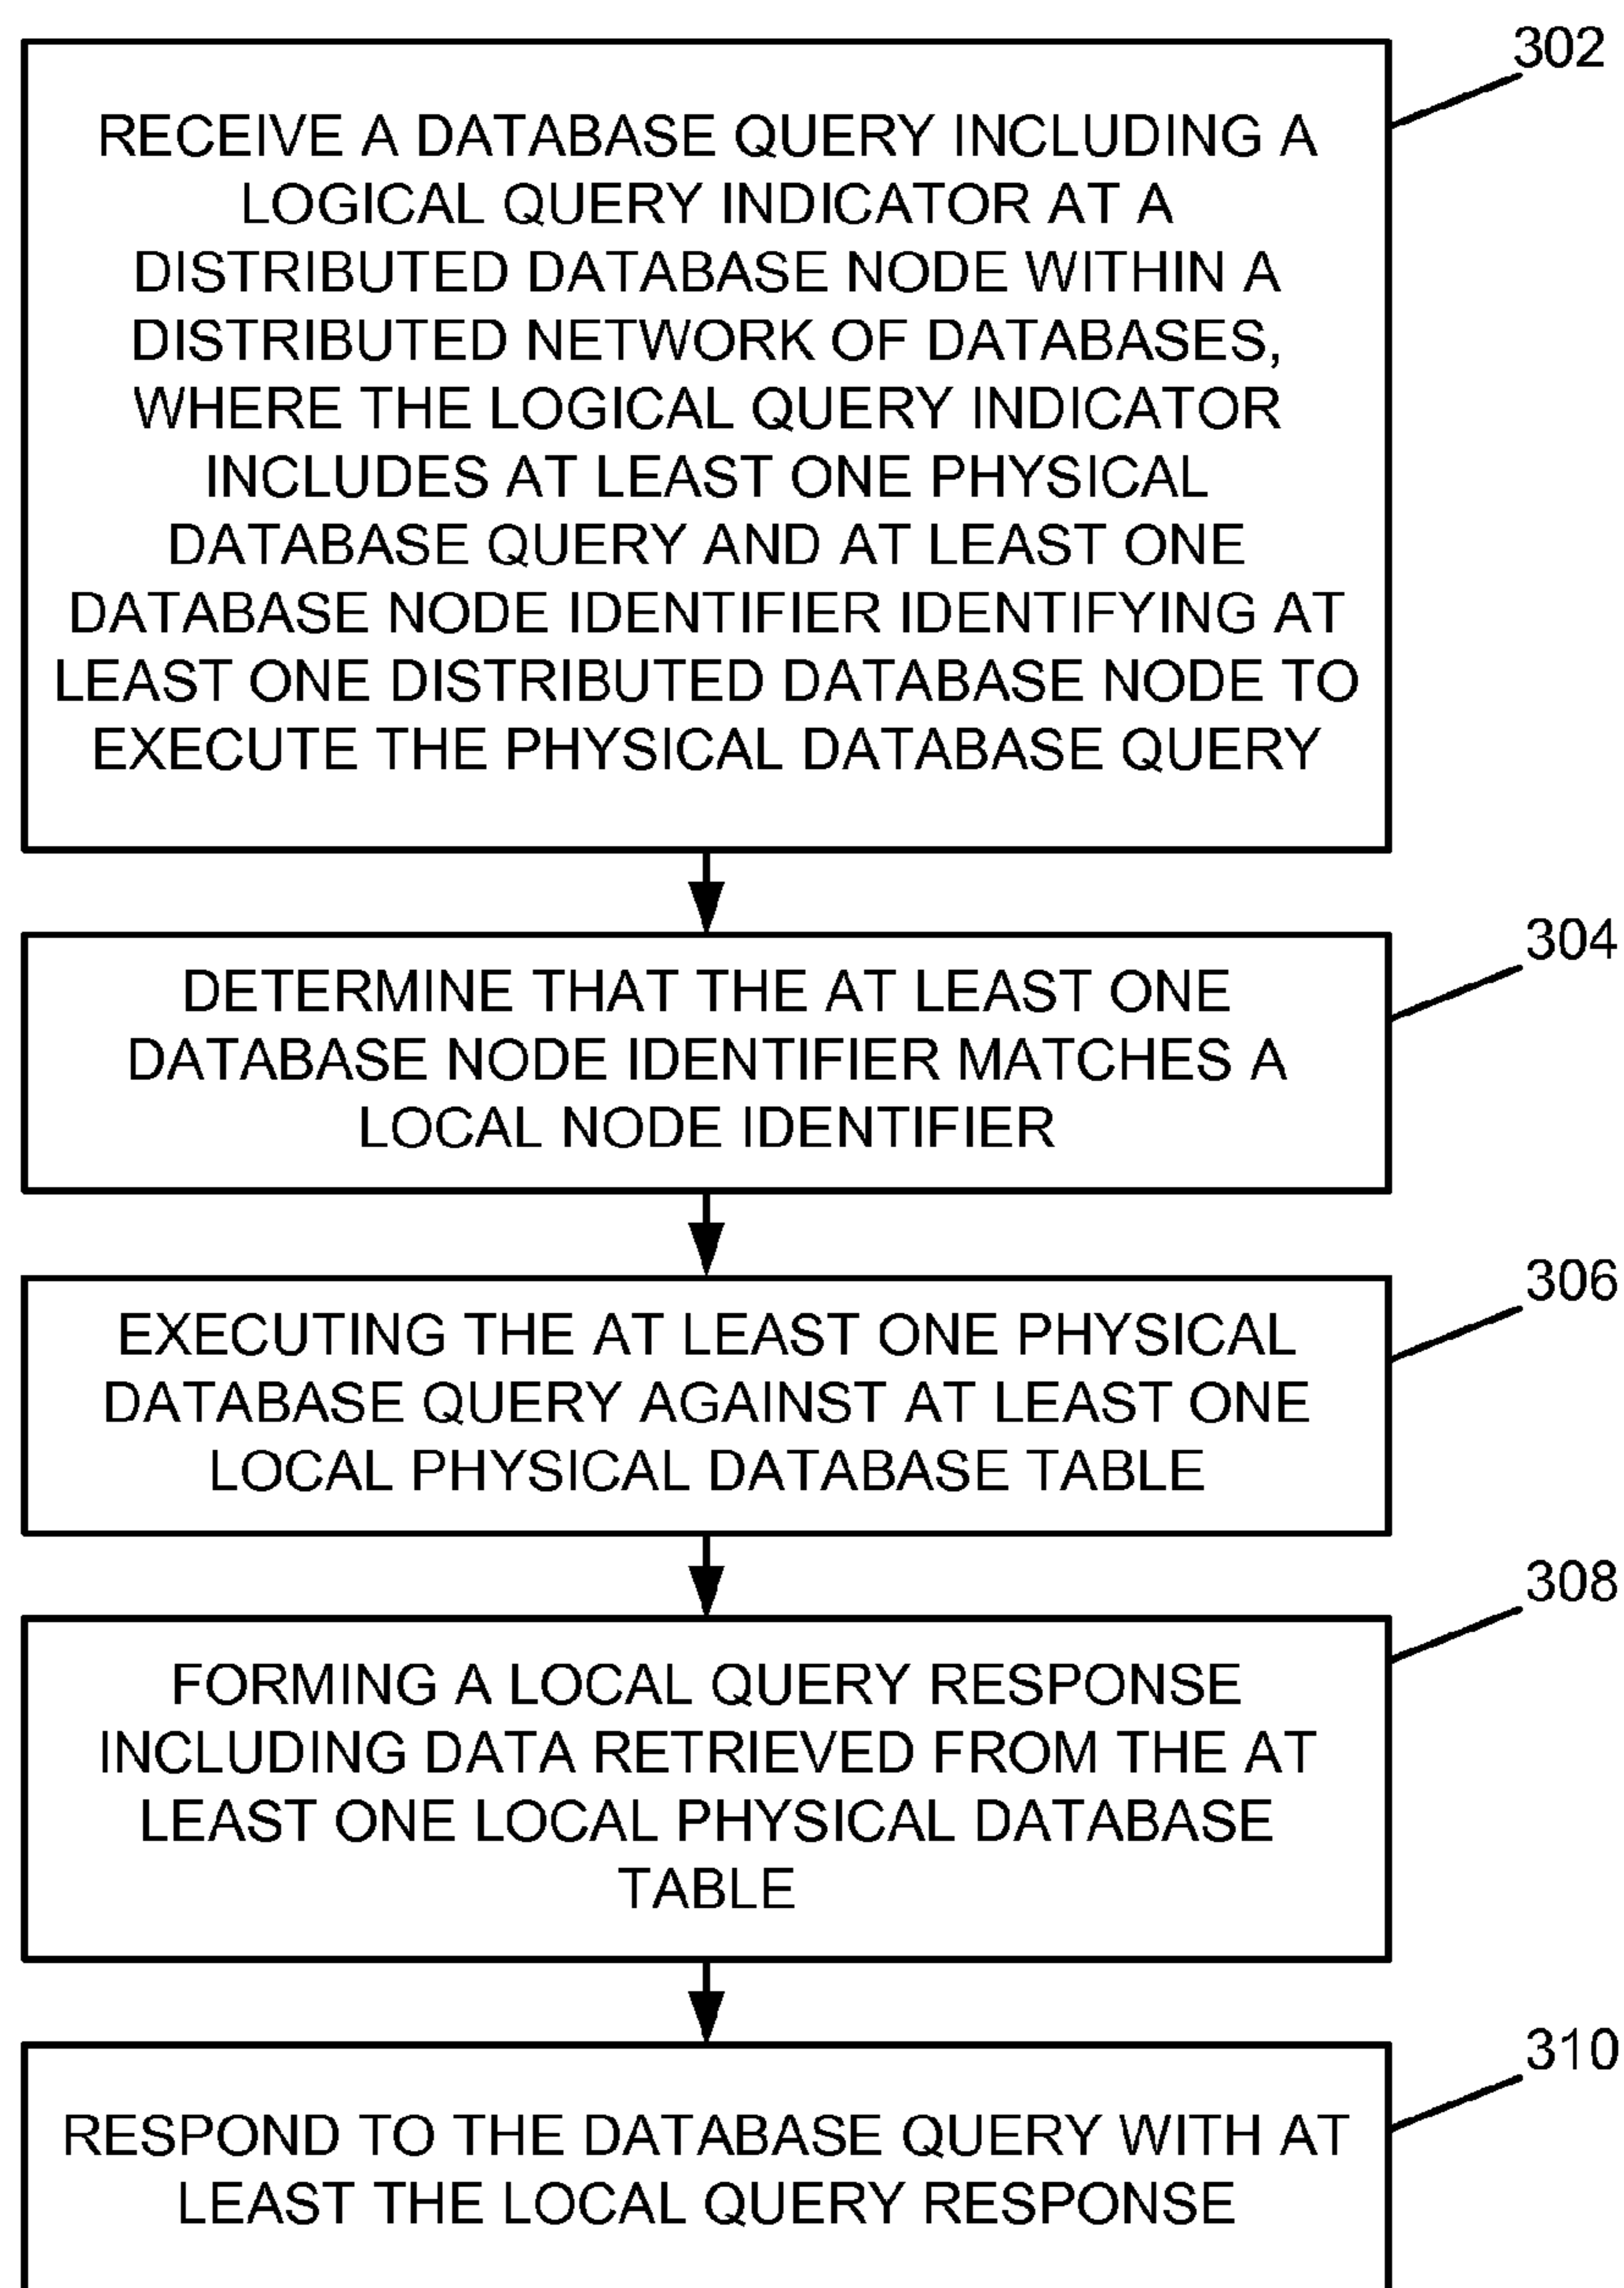 302
RECEIVE A DATABASE QUERY INCLUDING A
LOGICAL QUERY INDICATOR AT A
DISTRIBUTED DATABASE NODE WITHIN A
DISTRIBUTED NETWORK OF DATABASES,
WHERE THE LOGICAL QUERY INDICATOR
INCLUDES AT LEAST ONE PHYSICAL
DATABASE QUERY AND AT LEAST ONE
DATABASE NODE IDENTIFIER IDENTIFYING AT
LEAST ONE DISTRIBUTED DATABASE NODE TO
EXECUTE THE PHYSICAL DATABASE QUERY
304
DETERMINE THAT THE AT LEAST ONE
DATABASE NODE IDENTIFIER MATCHES A
LOCAL NODE IDENTIFIER
306
EXECUTING THE AT LEAST ONE PHYSICAL
DATABASE QUERY AGAINST AT LEAST ONE
LOCAL PHYSICAL DATABASE TABLE
308
FORMING A LOCAL QUERY RESPONSE
INCLUDING DATA RETRIEVED FROM THE AT
LEAST ONE LOCAL PHYSICAL DATABASE
TABLE
310
RESPOND TO THE DATABASE QUERY WITH AT
LEAST THE LOCAL QUERY RESPONSE